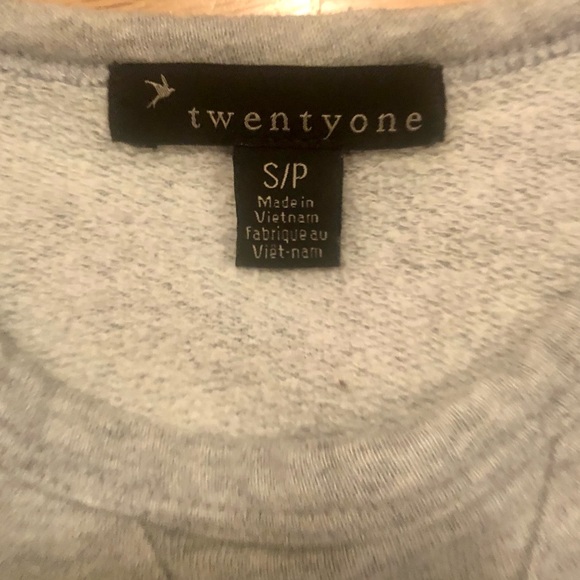 twentyone
S/P
Made in
Vietnam
Fabriqué au
Viêt-nam